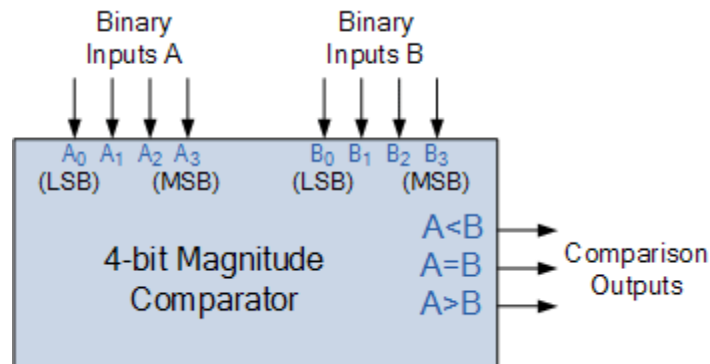 Binary
Inputs A
Binary
Inputs B
A₀ A₁ A₂ A₃
(LSB) (MSB)
B₀ B₁ B₂ B₃
(LSB) (MSB)
4-bit Magnitude
Comparator
A<B
A=B
A>B
Comparison
Outputs